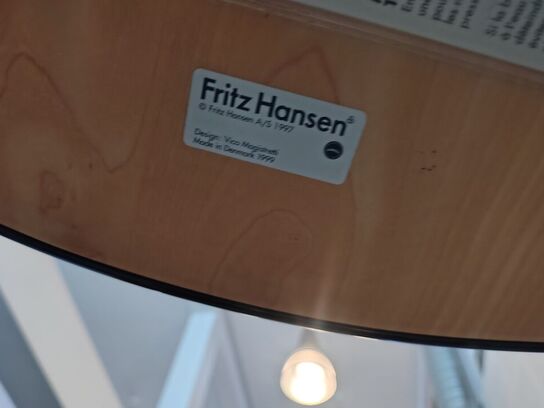 Fritz Hansen®
© Fritz Hansen A/S 1997
Design: Vico Magistretti
Made in Denmark 1999